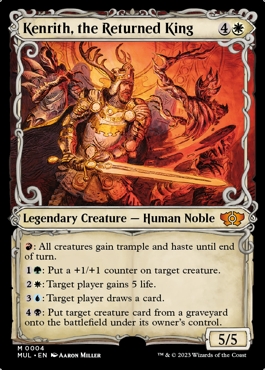 Kenrith, the Returned King 4
Legendary Creature — Human Noble
: All creatures gain trample and haste until end
of turn.
1 : Put a +1/+1 counter on target creature.
2 : Target player gains 5 life.
3 : Target player draws a card.
4 : Put target creature card from a graveyard
onto the battlefield under its owner's control.
5/5
M 0004
MUL • EN AARON MILLER
™ & © 2023 Wizards of the Coast